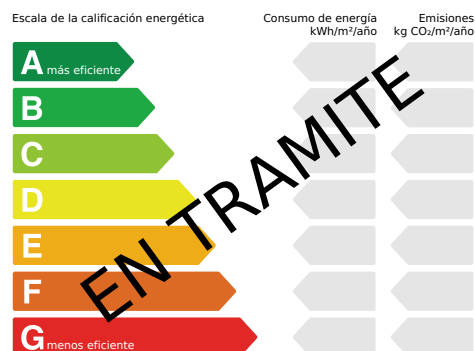 Escala de la calificación energética
Consumo de energía
kWh/m²/año
Emisiones
kg CO₂/m²/año
A más eficiente
B
C
D
E
F
G menos eficiente
EN TRAMITE